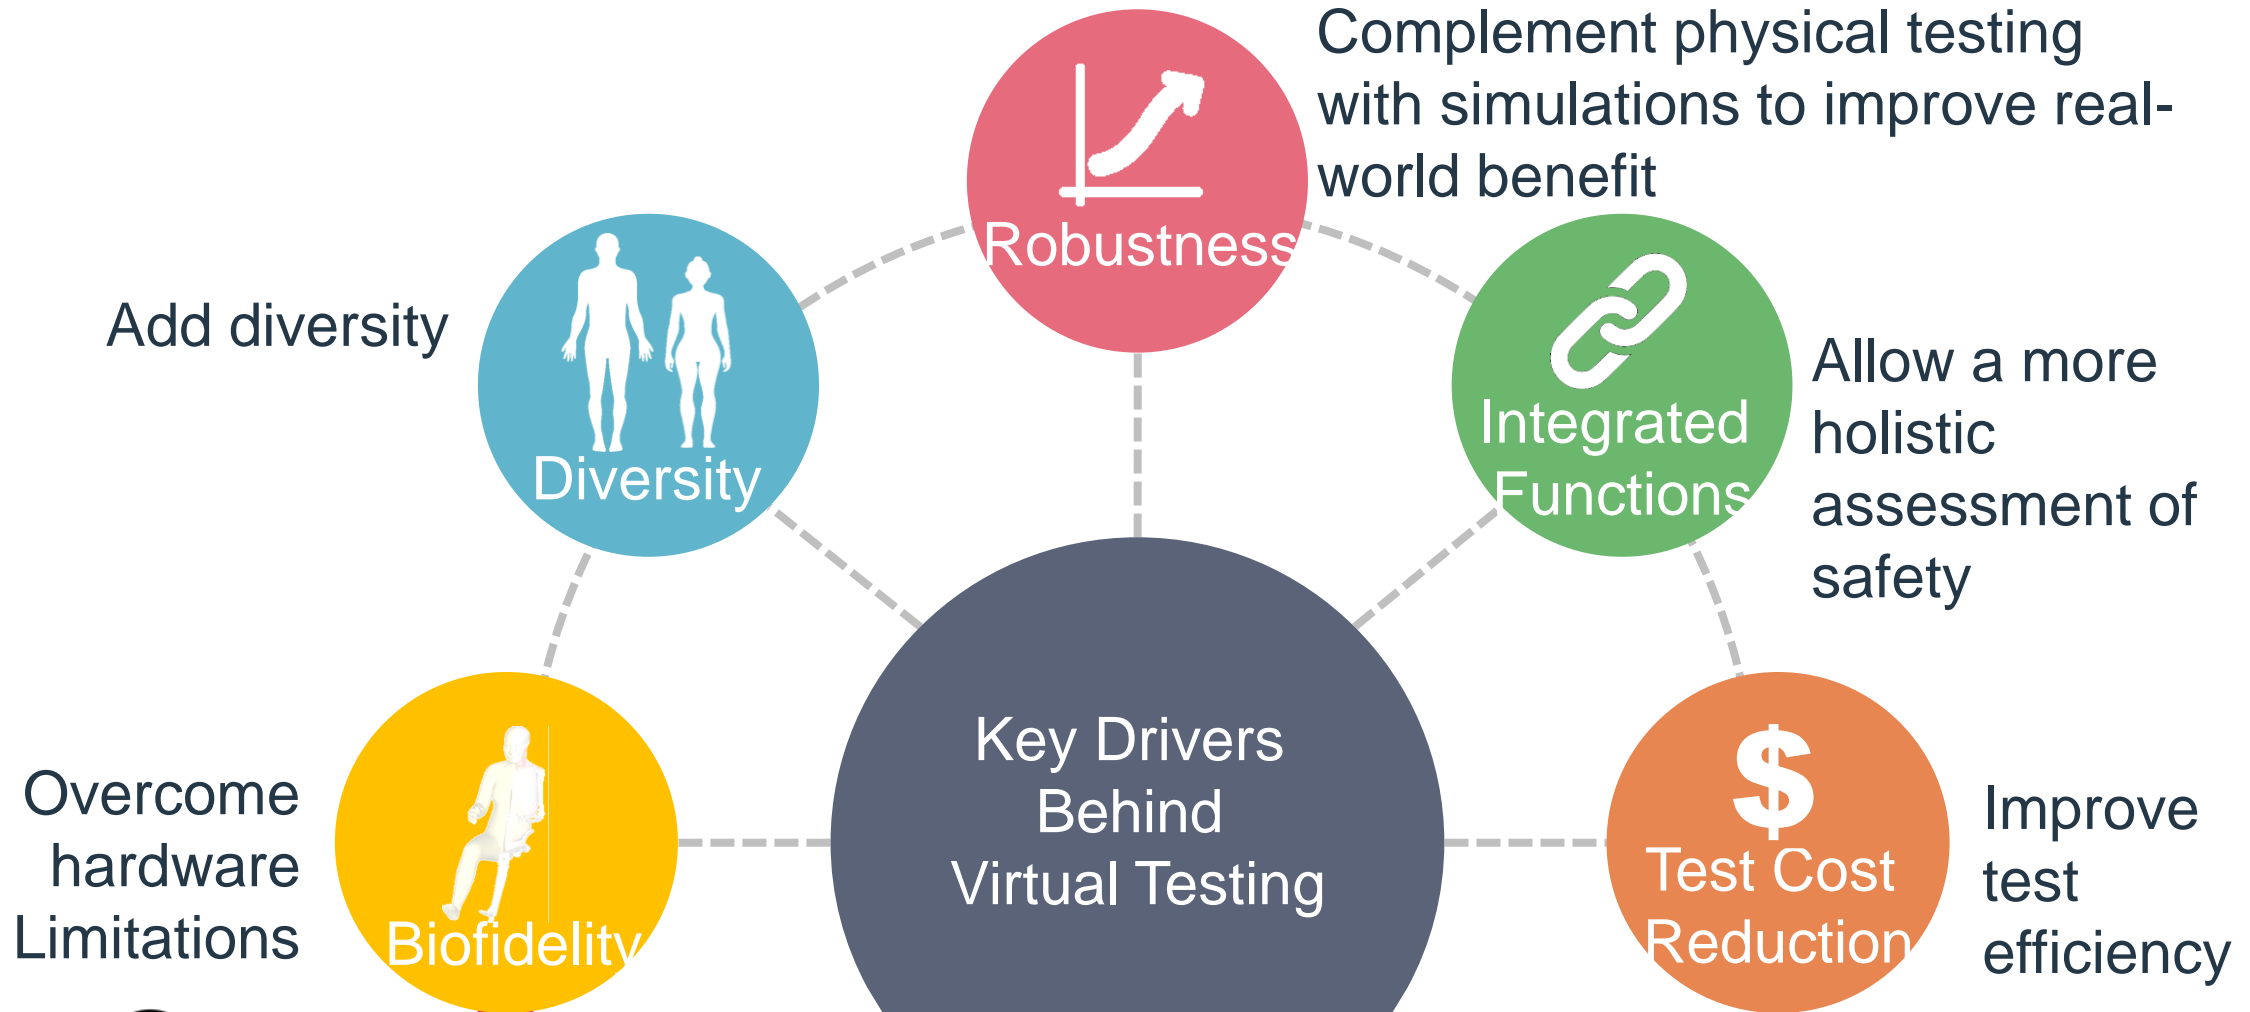 Complement physical testing
with simulations to improve real-
world benefit
Robustness
Add diversity
Diversity
Integrated
Functions
Allow a more
holistic
assessment of
safety
Key Drivers
Behind
Virtual Testing
Overcome
hardware
Limitations
Biofidelity
$
Test Cost
Reduction
Improve
test
efficiency